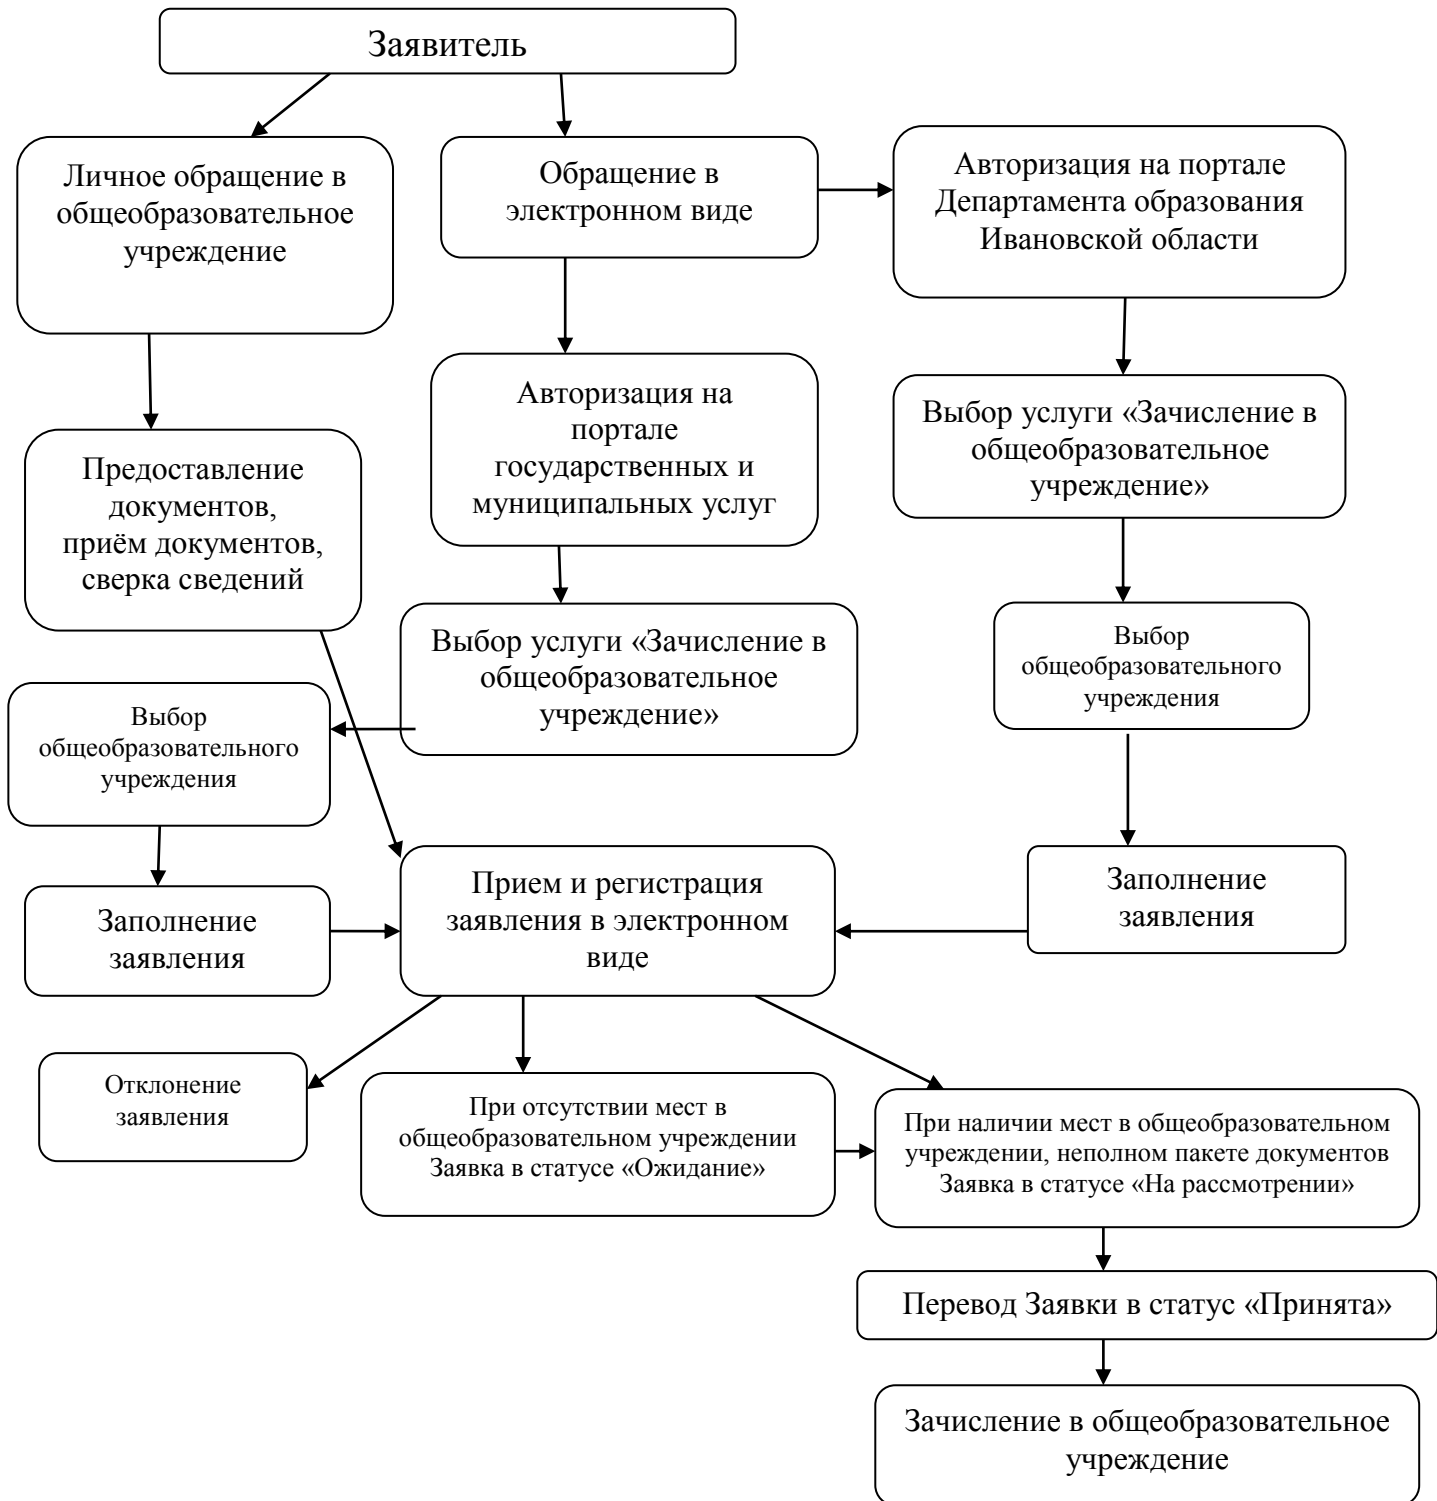 Заявитель
Личное обращение в
общеобразовательное
учреждение
Обращение в
электронном виде
Авторизация на портале
Департамента образования
Ивановской области
Авторизация на
портале
государственных и
муниципальных услуг
Выбор услуги «Зачисление в
общеобразовательное
учреждение»
Предоставление
документов,
приём документов,
сверка сведений
Выбор услуги «Зачисление в
общеобразовательное
учреждение»
Выбор
общеобразовательного
учреждения
Выбор
общеобразовательного
учреждения
Заполнение
заявления
Прием и регистрация
заявления в электронном
виде
Заполнение
заявления
Отклонение
заявления
При отсутствии мест в
общеобразовательном учреждении
Заявка в статусе «Ожидание»
При наличии мест в общеобразовательном
учреждении, неполном пакете документов
Заявка в статусе «На рассмотрении»
Перевод Заявки в статус «Принята»
Зачисление в общеобразовательное
учреждение